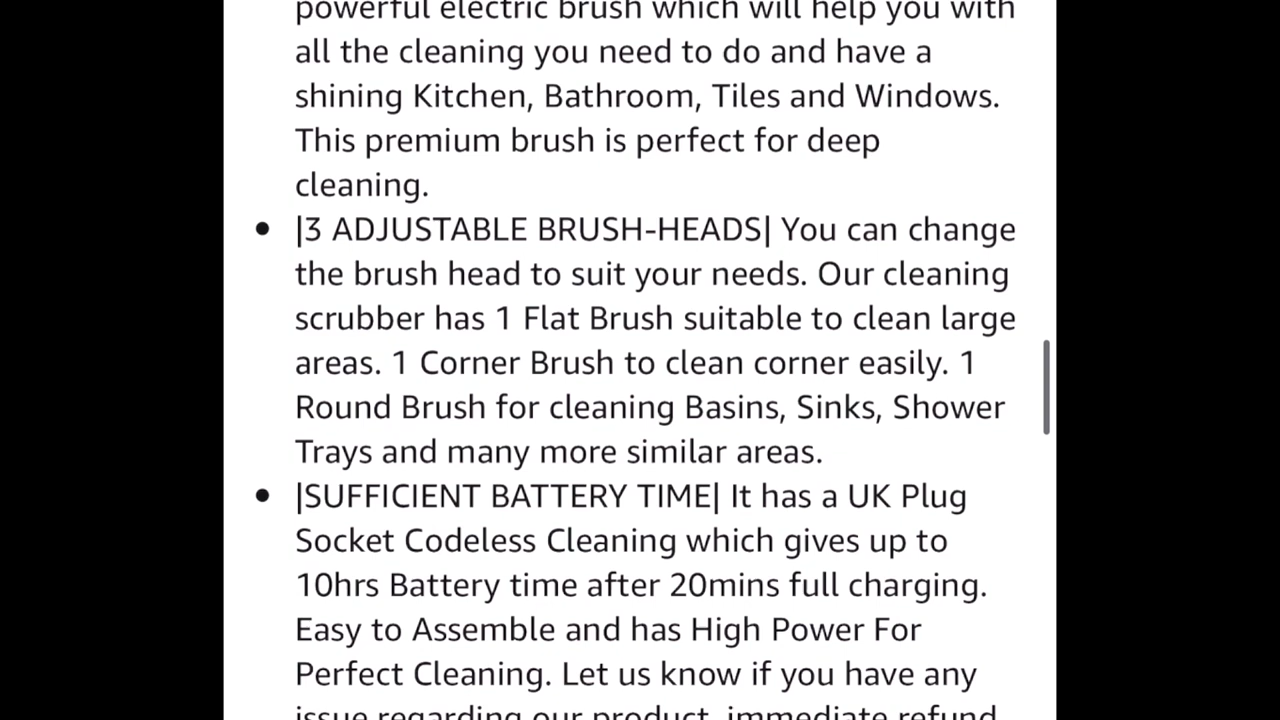 powerful electric brush which will help you with
all the cleaning you need to do and have a
shining Kitchen, Bathroom, Tiles and Windows.
This premium brush is perfect for deep
cleaning.
• |3 ADJUSTABLE BRUSH-HEADS| You can change
the brush head to suit your needs. Our cleaning
scrubber has 1 Flat Brush suitable to clean large
areas. 1 Corner Brush to clean corner easily. 1
Round Brush for cleaning Basins, Sinks, Shower
Trays and many more similar areas.
• |SUFFICIENT BATTERY TIME| It has a UK Plug
Socket Codeless Cleaning which gives up to
10hrs Battery time after 20mins full charging.
Easy to Assemble and has High Power For
Perfect Cleaning. Let us know if you have any
issue regarding our product, immediate refund